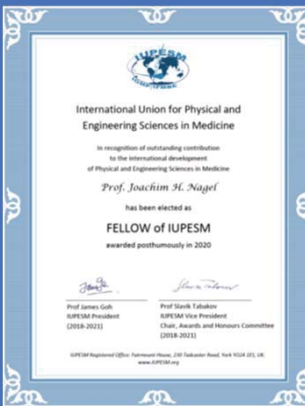 IUPESM
International Union for Physical and
Engineering Sciences in Medicine
In recognition of outstanding contribution
to the international development
of Physical and Engineering Sciences in Medicine
Prof. Joachim H. Nagel
has been elected as
FELLOW of IUPESM
awarded posthumously in 2020
Prof James Goh
IUPESM President
(2018-2021)
Prof Slavik Tabakov
IUPESM Vice President
Chair, Awards and Honours Committee
(2018-2021)
IUPESM Registered Office: Fairmount House, 230 Tadcaster Road, York YO24 1ES, UK.
www.IUPESM.org